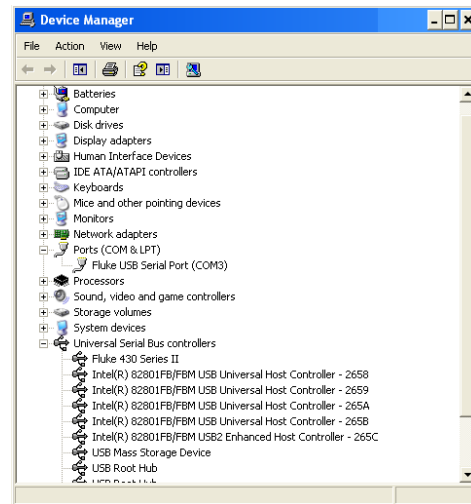 Device Manager
File Action View Help
Batteries
Computer
Disk drives
Display adapters
Human Interface Devices
IDE ATA/ATAPI controllers
Keyboards
Mice and other pointing devices
Monitors
Network adapters
Ports (COM & LPT)
Fluke USB Serial Port (COM3)
Processors
Sound, video and game controllers
Storage volumes
System devices
Universal Serial Bus controllers
Fluke 430 Series II
Intel(R) 82801FB/FBM USB Universal Host Controller - 2658
Intel(R) 82801FB/FBM USB Universal Host Controller - 2659
Intel(R) 82801FB/FBM USB Universal Host Controller - 265A
Intel(R) 82801FB/FBM USB Universal Host Controller - 265B
Intel(R) 82801FB/FBM USB2 Enhanced Host Controller - 265C
USB Mass Storage Device
USB Root Hub
USB Root Hub